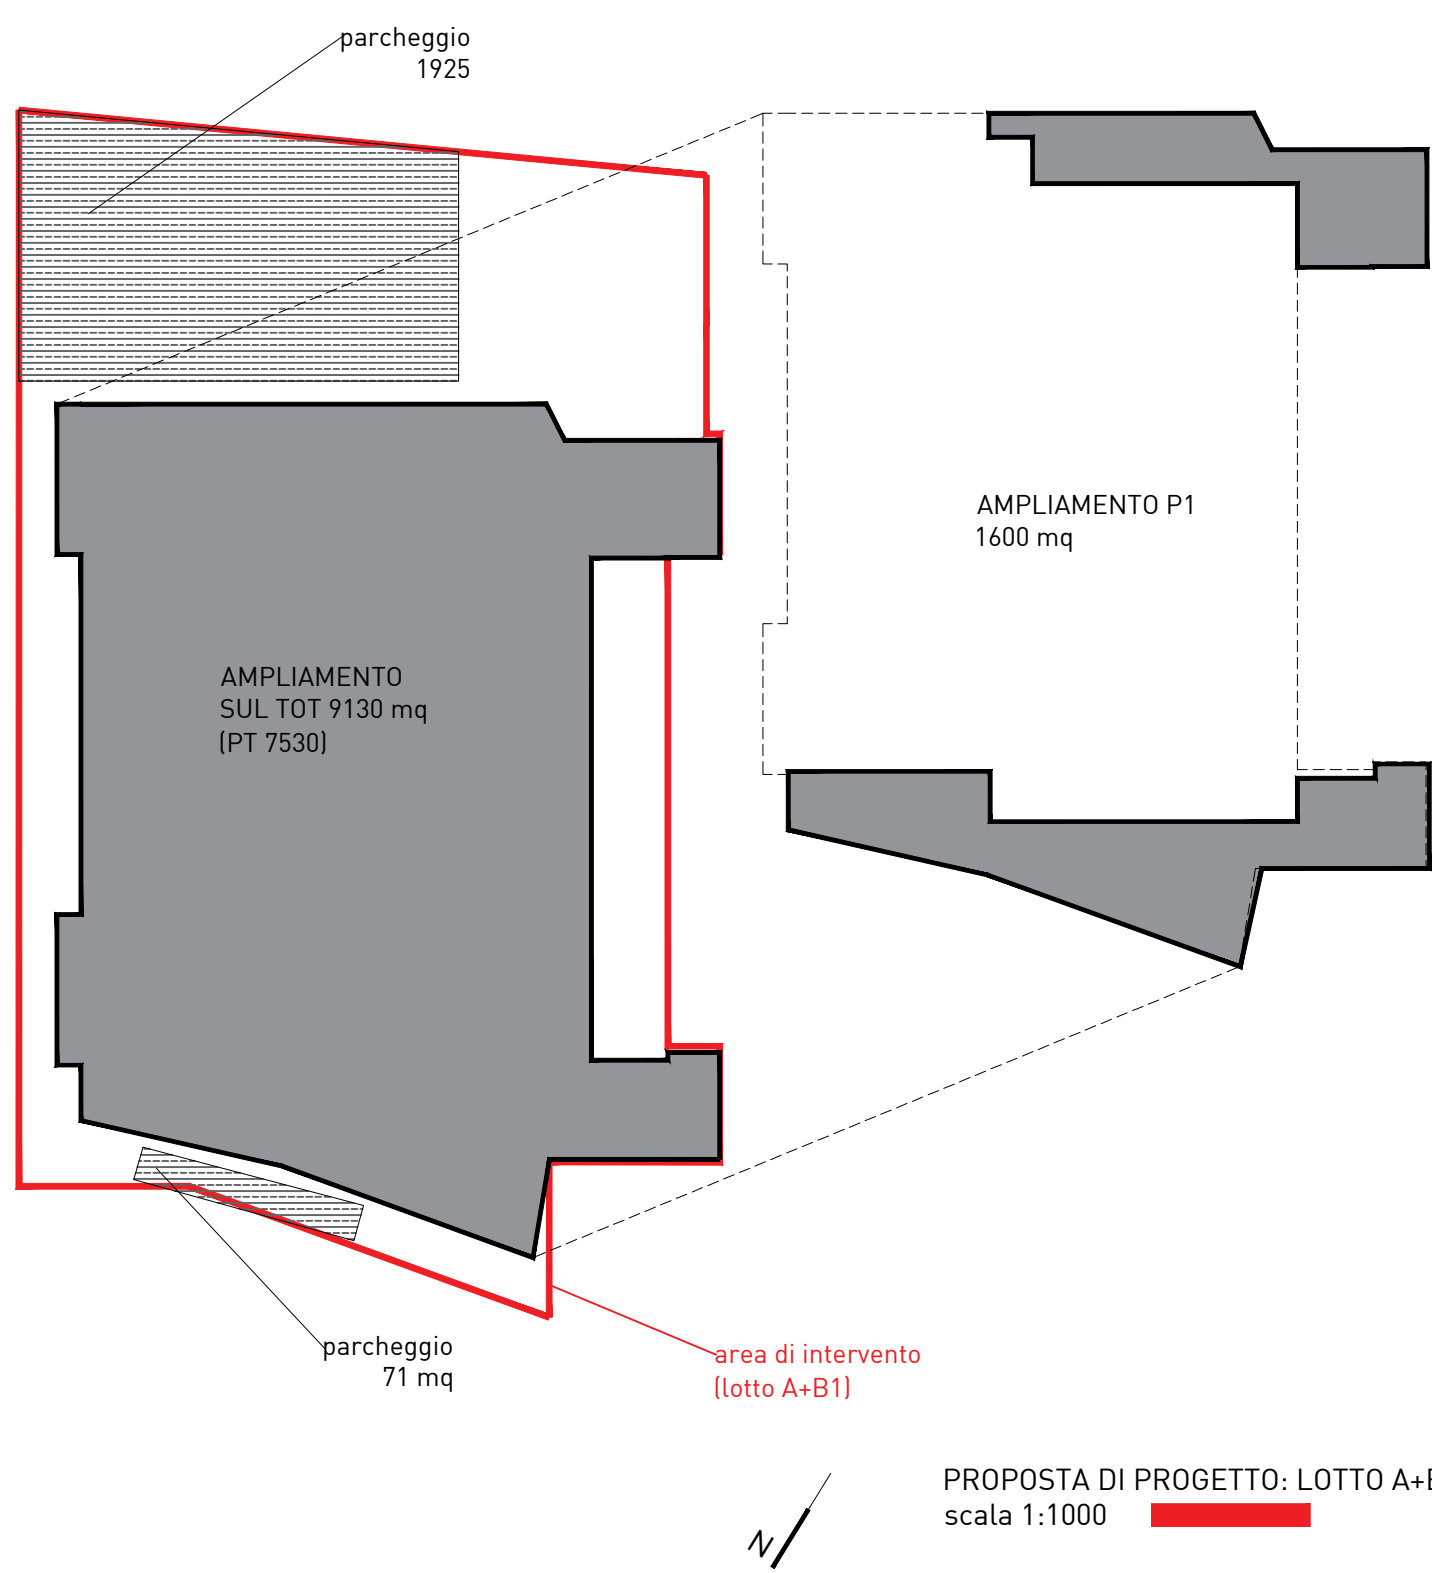 parcheggio
1925
AMPLIAMENTO P1
1600 mq
AMPLIAMENTO
SUL TOT 9130 mq
(PT 7530)
parcheggio
71 mq
area di intervento
(lotto A+B1)
N
PROPOSTA DI PROGETTO: LOTTO A+
scala 1:1000